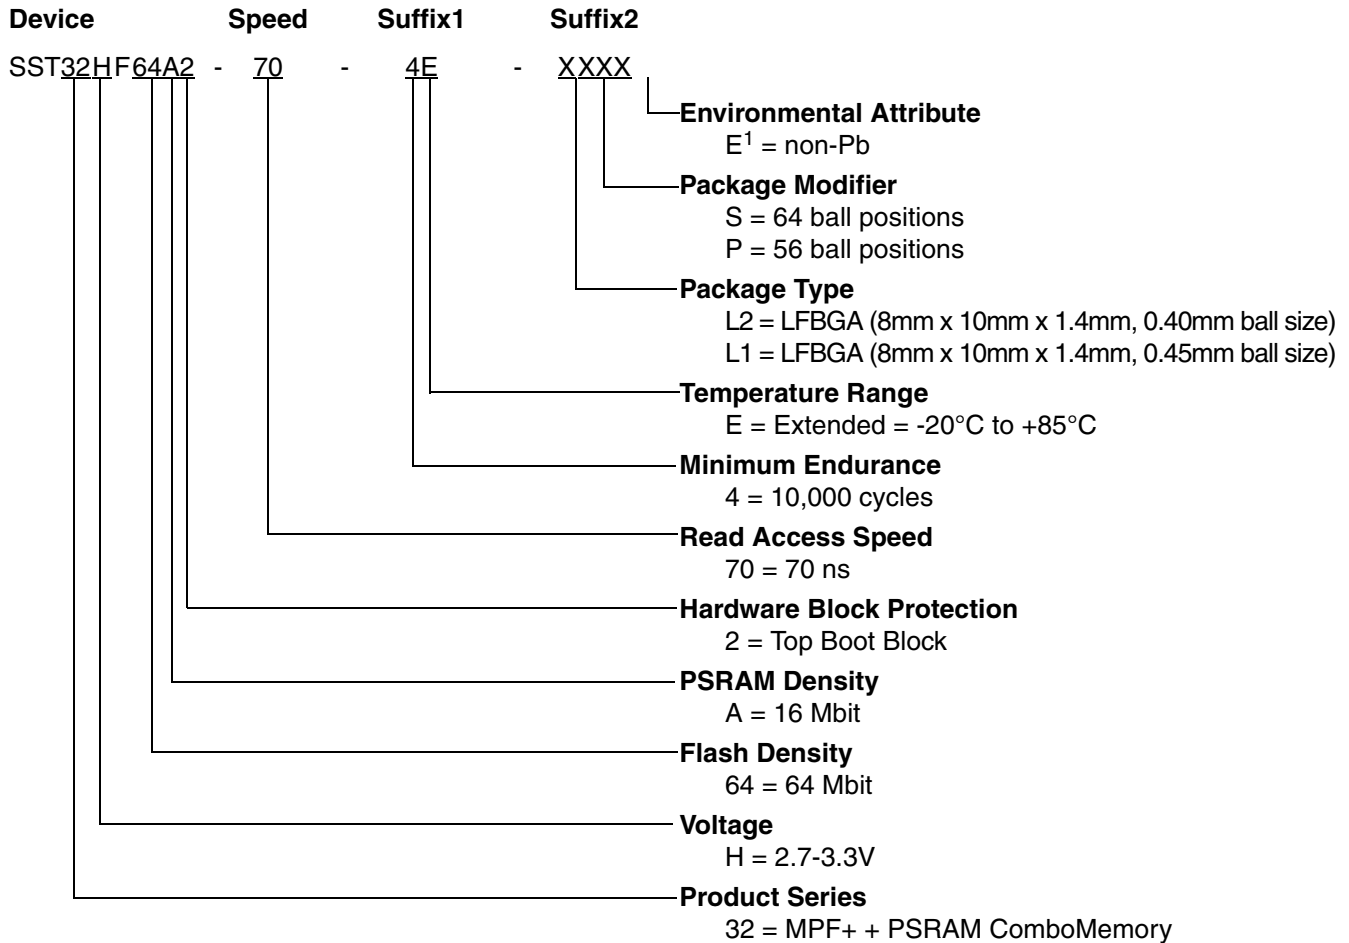 Device Speed Suffix1 Suffix2
SST32HF64A2 - 70 - 4E - XXXX
Environmental Attribute
E1 = non-Pb
Package Modifier
S = 64 ball positions
P = 56 ball positions
Package Type
L2 = LFBGA (8mm x 10mm x 1.4mm, 0.40mm ball size)
L1 = LFBGA (8mm x 10mm x 1.4mm, 0.45mm ball size)
Temperature Range
E = Extended = -20°C to +85°C
Minimum Endurance
4 = 10,000 cycles
Read Access Speed
70 = 70 ns
Hardware Block Protection
2 = Top Boot Block
PSRAM Density
A = 16 Mbit
Flash Density
64 = 64 Mbit
Voltage
H = 2.7-3.3V
Product Series
32 = MPF+ + PSRAM ComboMemory